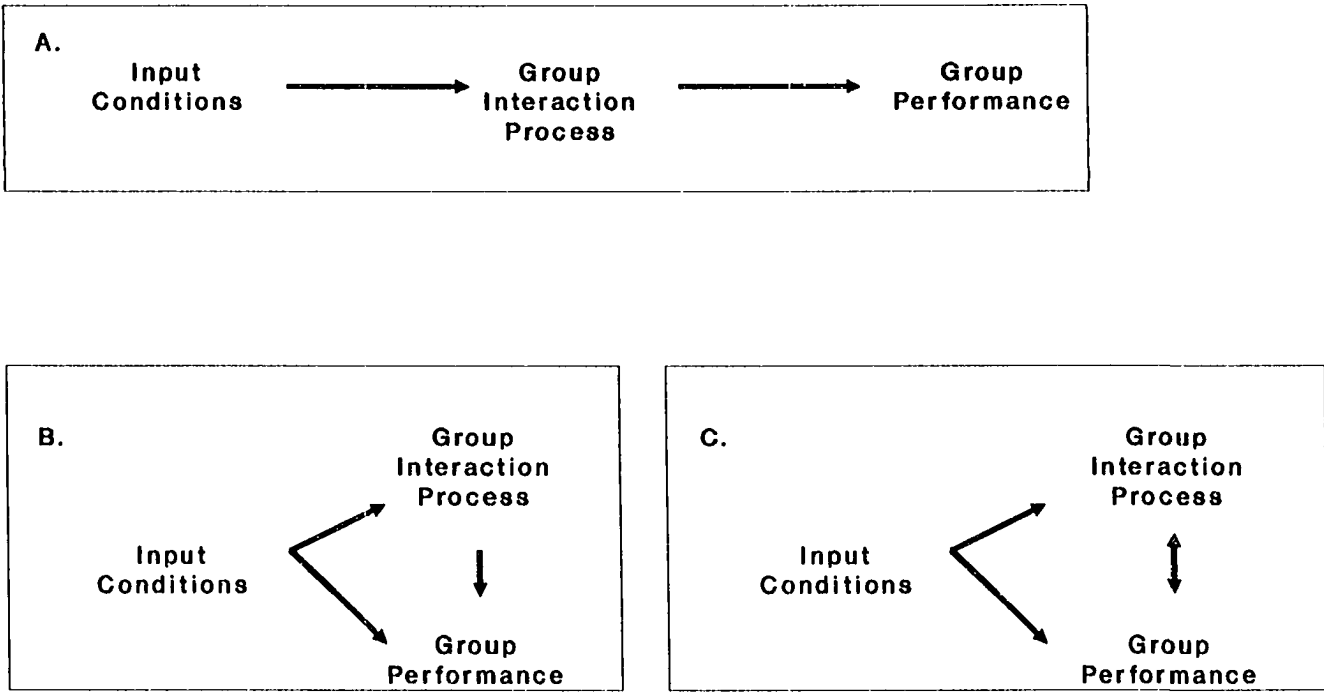 A.
Input
Conditions
Group
Interaction
Process
Group
Performance
B.
Group
Interaction
Process
Input
Conditions
Group
Performance
C.
Group
Interaction
Process
Input
Conditions
Group
Performance